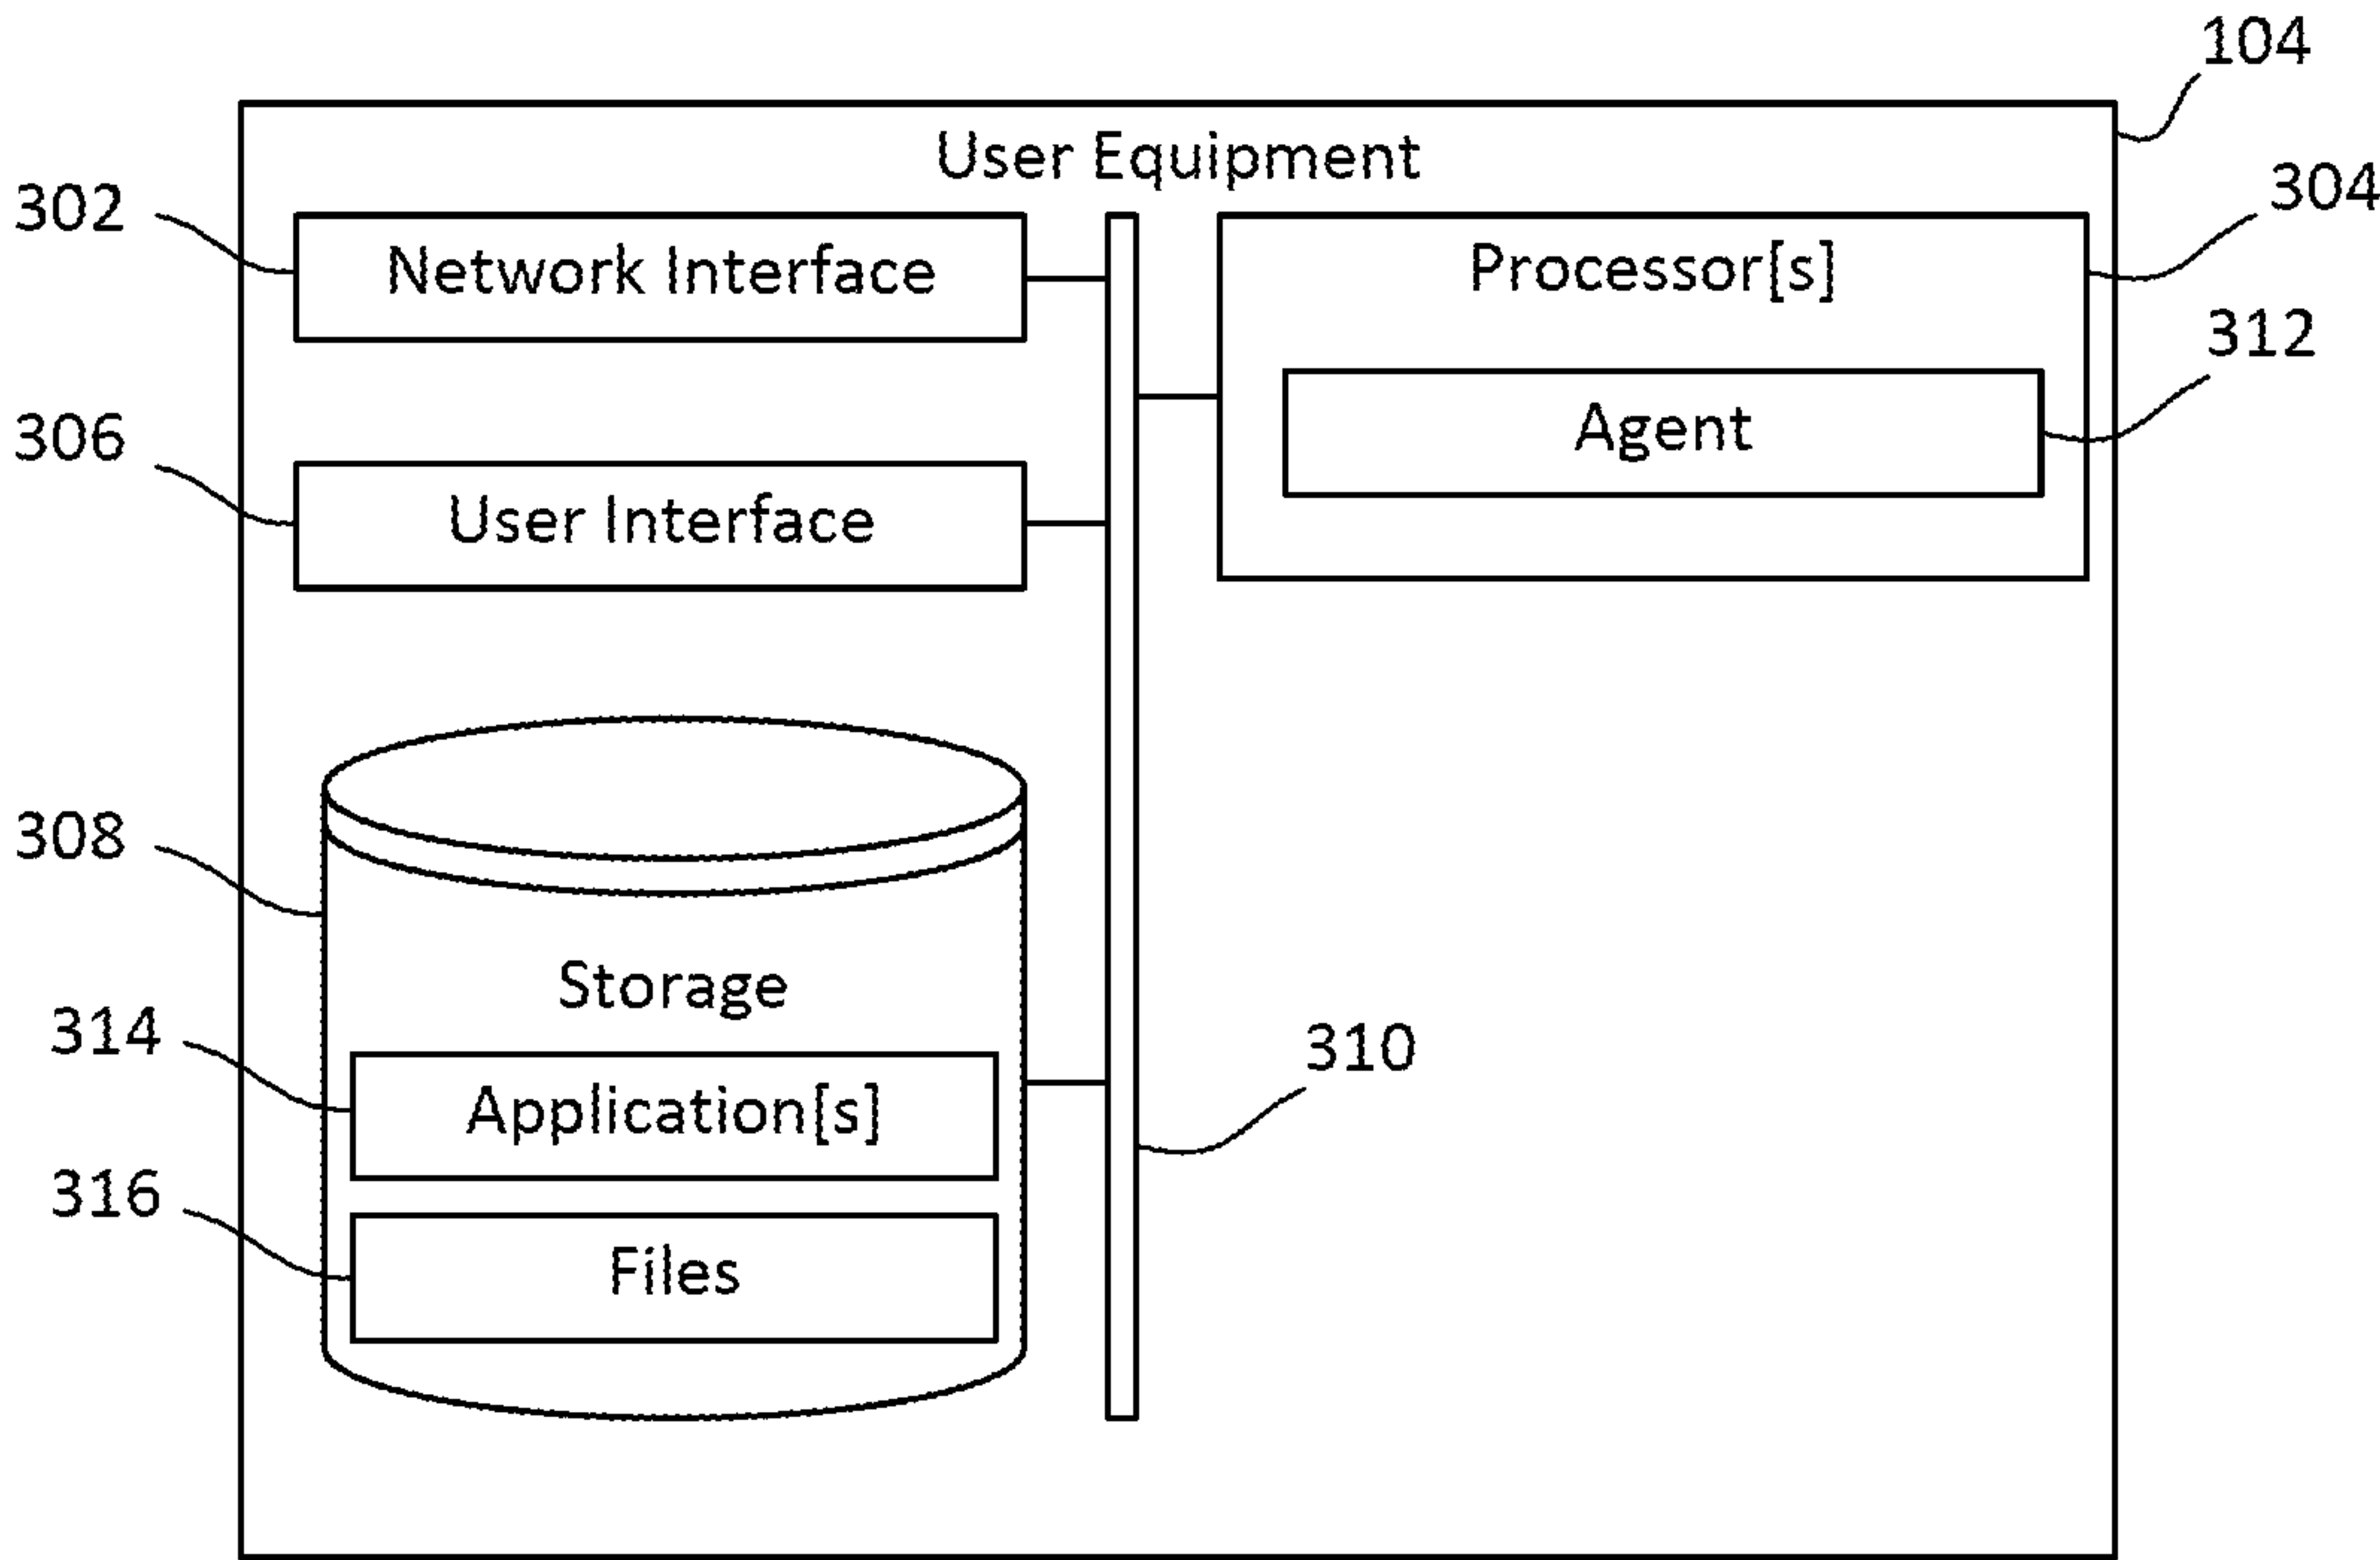 104
User Equipment
304
302
Network Interface
Processor[s]
312
306
Agent
User Interface
308
Storage
314
310
Application[s]
316
Files